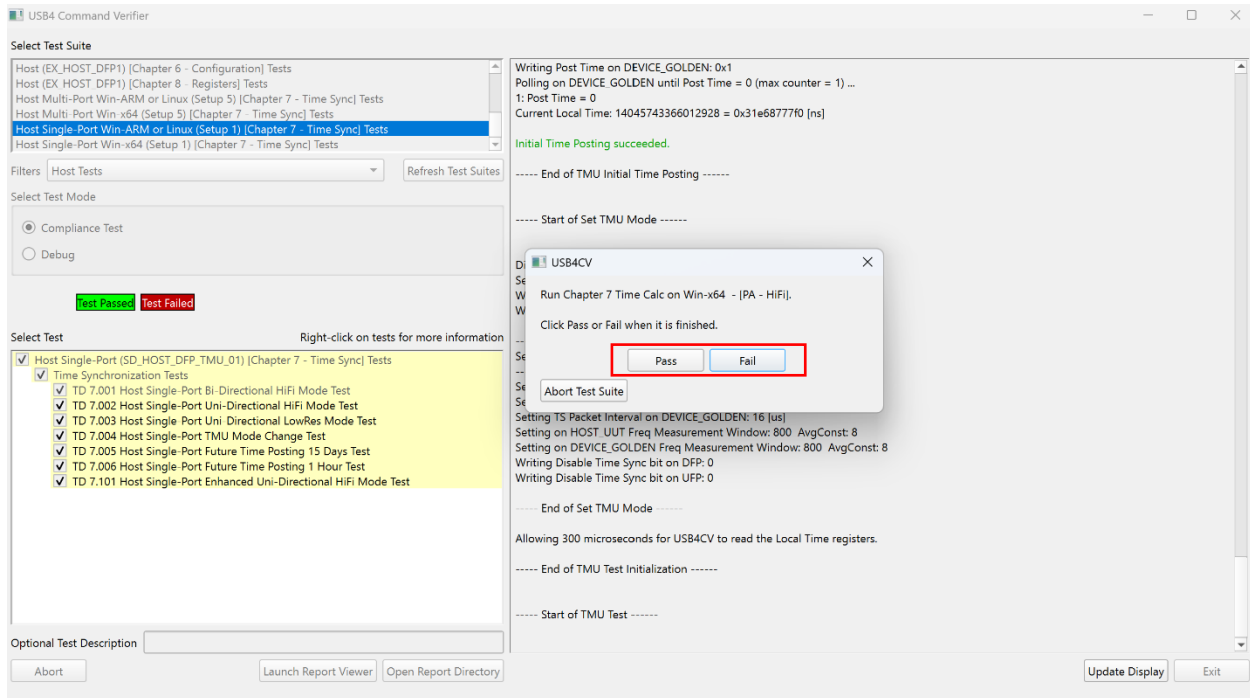 USB4 Command Verifier
Select Test Suite
Host (EX_HOST_DFP1) [Chapter 6 - Configuration] Tests
Host (EX_HOST_DFP1) [Chapter 8 - Registers] Tests
Host Multi-Port Win-ARM or Linux (Setup 5) [Chapter 7 - Time Sync] Tests
Host Multi-Port Win-x64 (Setup 5) [Chapter 7 - Time Sync] Tests
Host Single-Port Win-ARM or Linux (Setup 1) [Chapter 7 - Time Sync] Tests
Host Single-Port Win-x64 (Setup 1) [Chapter 7 - Time Sync] Tests
Filters Host Tests Refresh Test Suites
Select Test Mode
Compliance Test
Debug
Test Passed Test Failed
Select Test Right-click on tests for more information
Host Single-Port (SD_HOST_DFP_TMU_01) [Chapter 7 - Time Sync] Tests
Time Synchronization Tests
TD 7.001 Host Single-Port Bi-Directional HiFi Mode Test
TD 7.002 Host Single-Port Uni-Directional HiFi Mode Test
TD 7.003 Host Single-Port Uni-Directional LowRes Mode Test
TD 7.004 Host Single-Port TMU Mode Change Test
TD 7.005 Host Single-Port Future Time Posting 15 Days Test
TD 7.006 Host Single-Port Future Time Posting 1 Hour Test
TD 7.101 Host Single-Port Enhanced Uni-Directional HiFi Mode Test
Optional Test Description
Abort Launch Report Viewer Open Report Directory
Writing Post Time on DEVICE_GOLDEN: 0x1
Polling on DEVICE_GOLDEN until Post Time = 0 (max counter = 1) ...
1: Post Time = 0
Current Local Time: 14045743366012928 = 0x31e68777f0 [ns]
Initial Time Posting succeeded.
----- End of TMU Initial Time Posting ------
----- Start of Set TMU Mode ------
USB4CV
Run Chapter 7 Time Calc on Win-x64 - [PA - HiFi].
Click Pass or Fail when it is finished.
Pass Fail
Abort Test Suite
Setting TS Packet Interval on DEVICE_GOLDEN: 16 [us]
Setting on HOST_UUT Freq Measurement Window: 800 AvgConst: 8
Setting on DEVICE_GOLDEN Freq Measurement Window: 800 AvgConst: 8
Writing Disable Time Sync bit on DFP: 0
Writing Disable Time Sync bit on UFP: 0
----- End of Set TMU Mode ------
Allowing 300 microseconds for USB4CV to read the Local Time registers.
----- End of TMU Test Initialization ------
----- Start of TMU Test ------
Update Display Exit